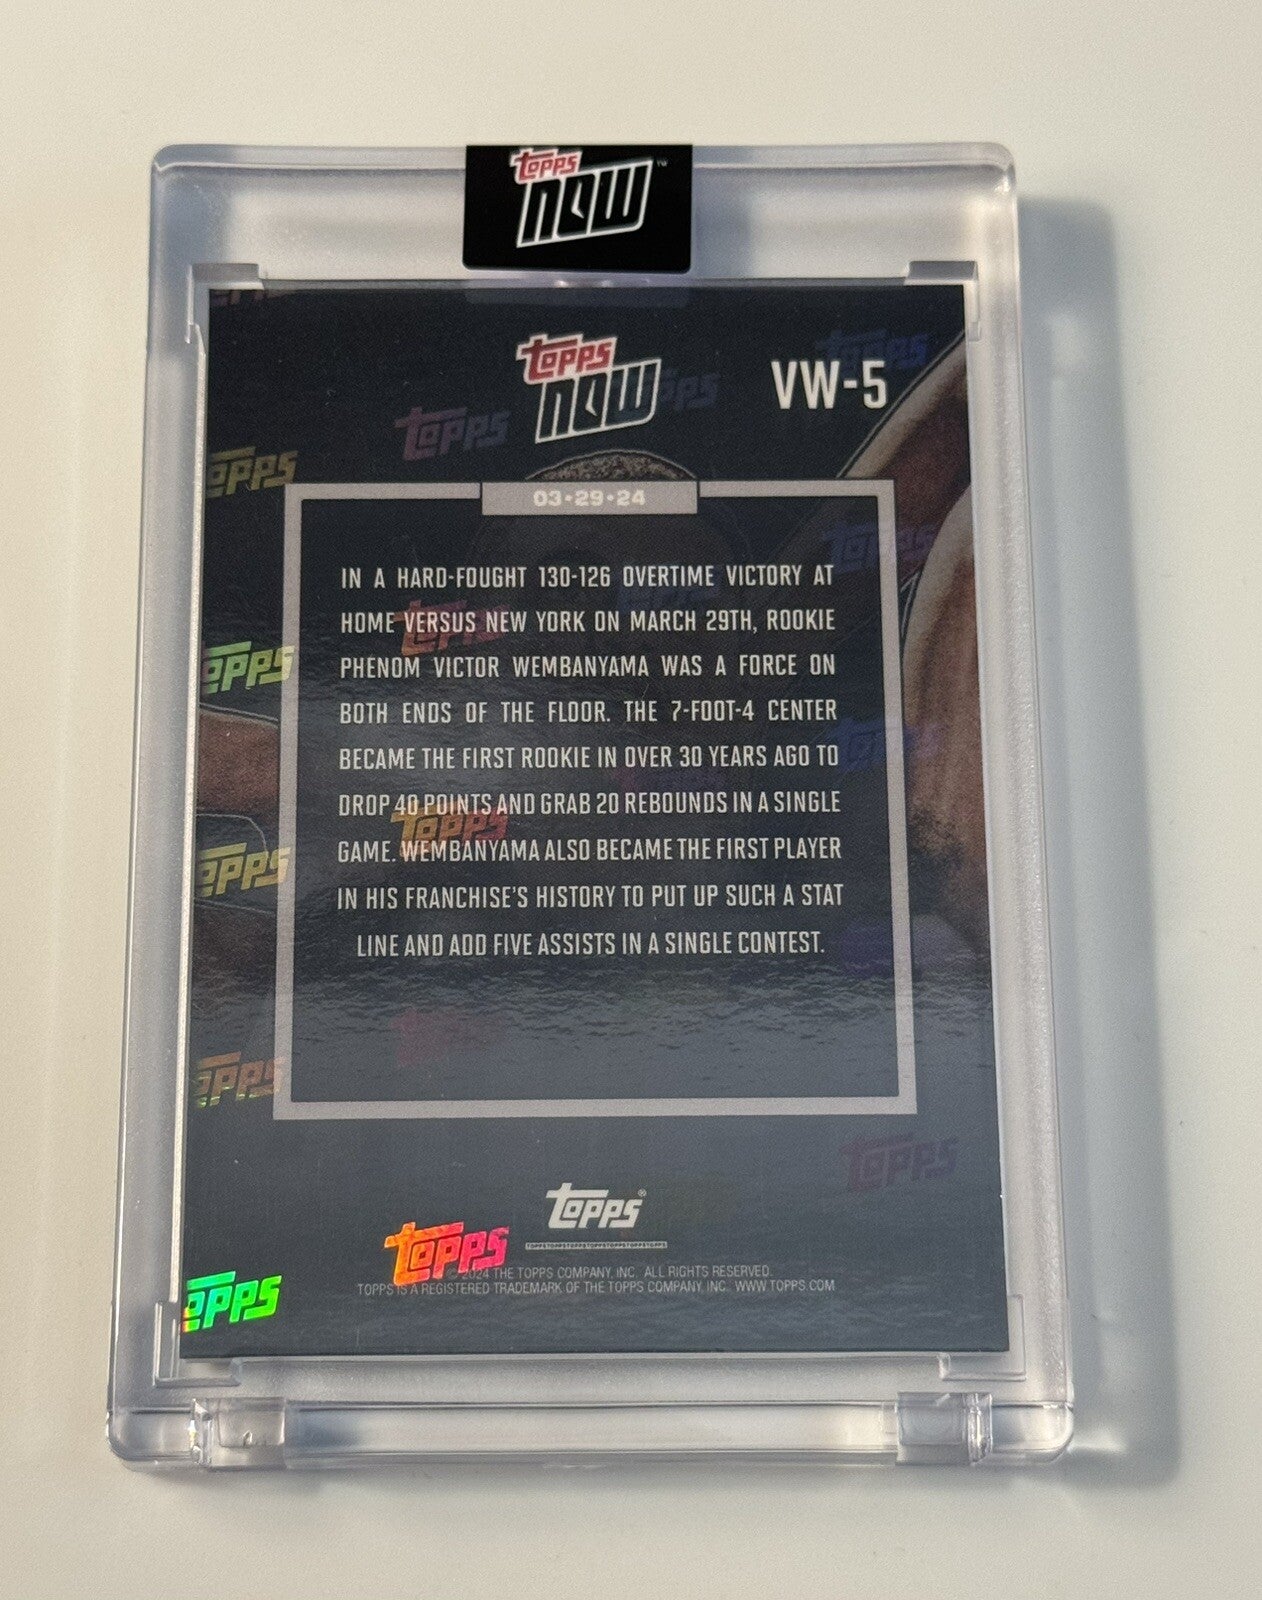 TOPPS NOW™
TOPPS NOW
VW-5
03•29•24
IN A HARD-FOUGHT 130-126 OVERTIME VICTORY AT
HOME VERSUS NEW YORK ON MARCH 29TH, ROOKIE
PHENOM VICTOR WEMBANYAMA WAS A FORCE ON
BOTH ENDS OF THE FLOOR. THE 7-FOOT-4 CENTER
BECAME THE FIRST ROOKIE IN OVER 30 YEARS AGO TO
DROP 40 POINTS AND GRAB 20 REBOUNDS IN A SINGLE
GAME. WEMBANYAMA ALSO BECAME THE FIRST PLAYER
IN HIS FRANCHISE'S HISTORY TO PUT UP SUCH A STAT
LINE AND ADD FIVE ASSISTS IN A SINGLE CONTEST.
TOPPS®
TOPPS
© 2024 THE TOPPS COMPANY, INC. ALL RIGHTS RESERVED.
TOPPS IS A REGISTERED TRADEMARK OF THE TOPPS COMPANY, INC. WWW.TOPPS.COM